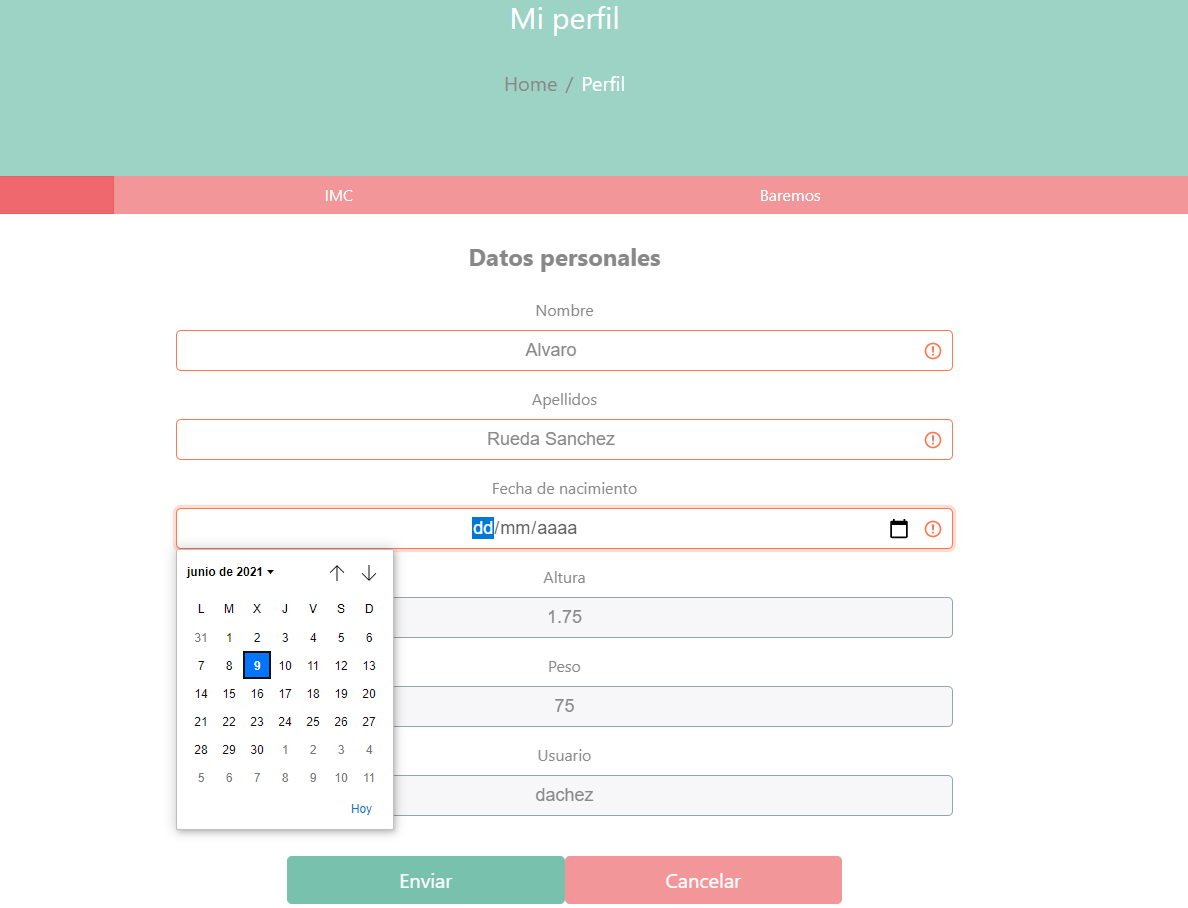 Mi perfil
Home / Perfil
IMC Baremos
Datos personales
Nombre
Alvaro
Apellidos
Rueda Sanchez
Fecha de nacimiento
dd/mm/aaaa
junio de 2021
L M X J V S D
31 1 2 3 4 5 6
7 8 9 10 11 12 13
14 15 16 17 18 19 20
21 22 23 24 25 26 27
28 29 30 1 2 3 4
5 6 7 8 9 10 11
Hoy
Altura
1.75
Peso
75
Usuario
dachez
Enviar Cancelar